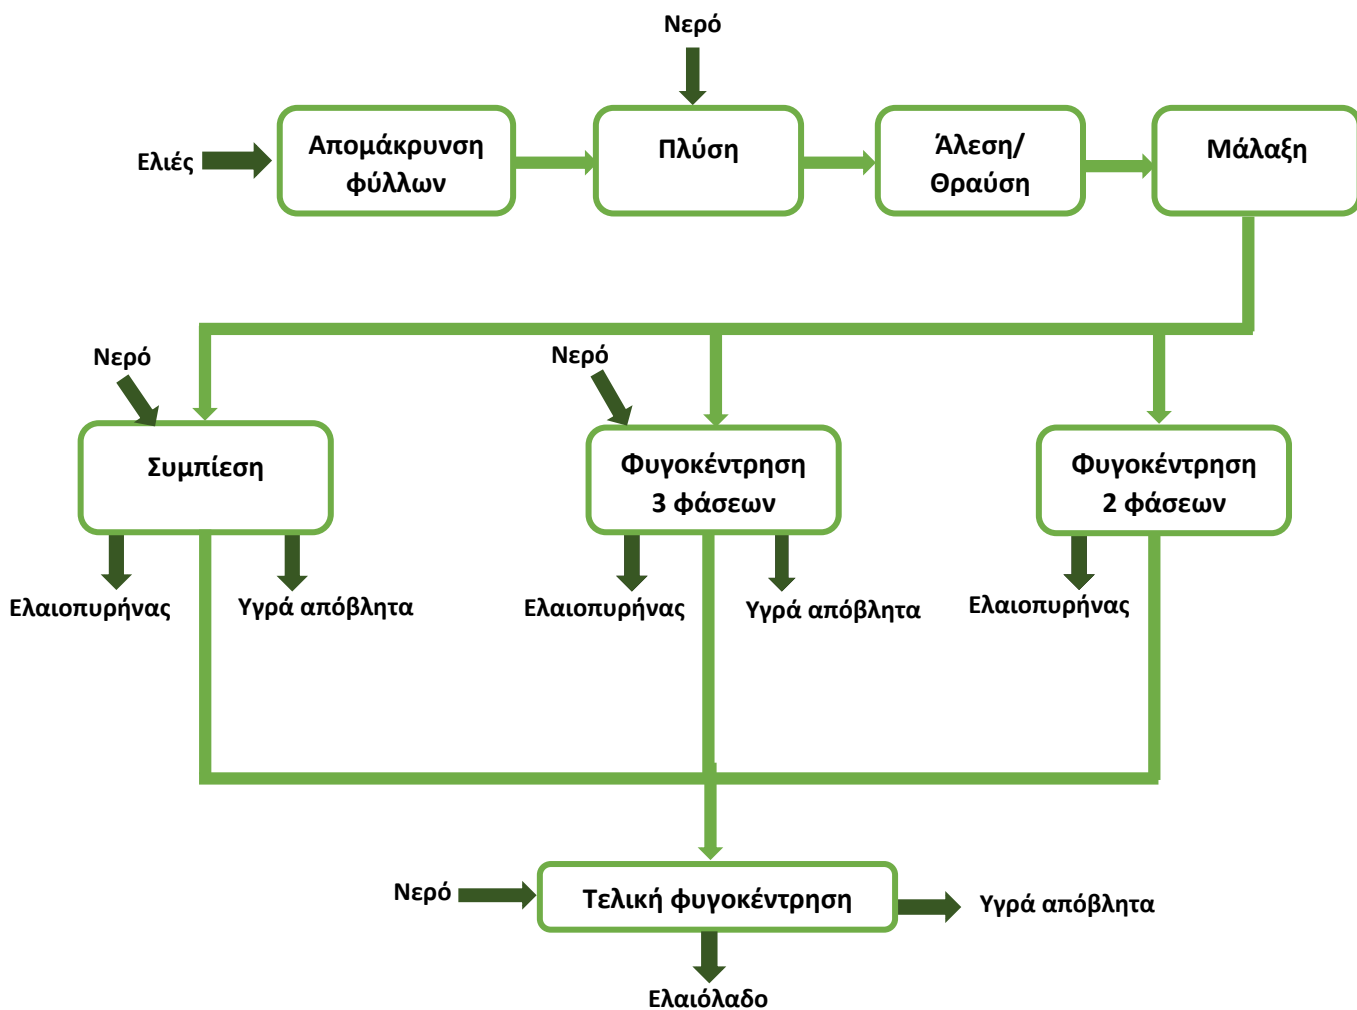 Νερό
Ελιές
Απομάκρυνση
φύλλων
Πλύση
Άλεση/
Θραύση
Μάλαξη
Νερό
Νερό
Συμπίεση
Φυγοκέντρηση
3 φάσεων
Φυγοκέντρηση
2 φάσεων
Ελαιοπυρήνας
Υγρά απόβλητα
Ελαιοπυρήνας
Υγρά απόβλητα
Ελαιοπυρήνας
Νερό
Τελική φυγοκέντρηση
Υγρά απόβλητα
Ελαιόλαδο